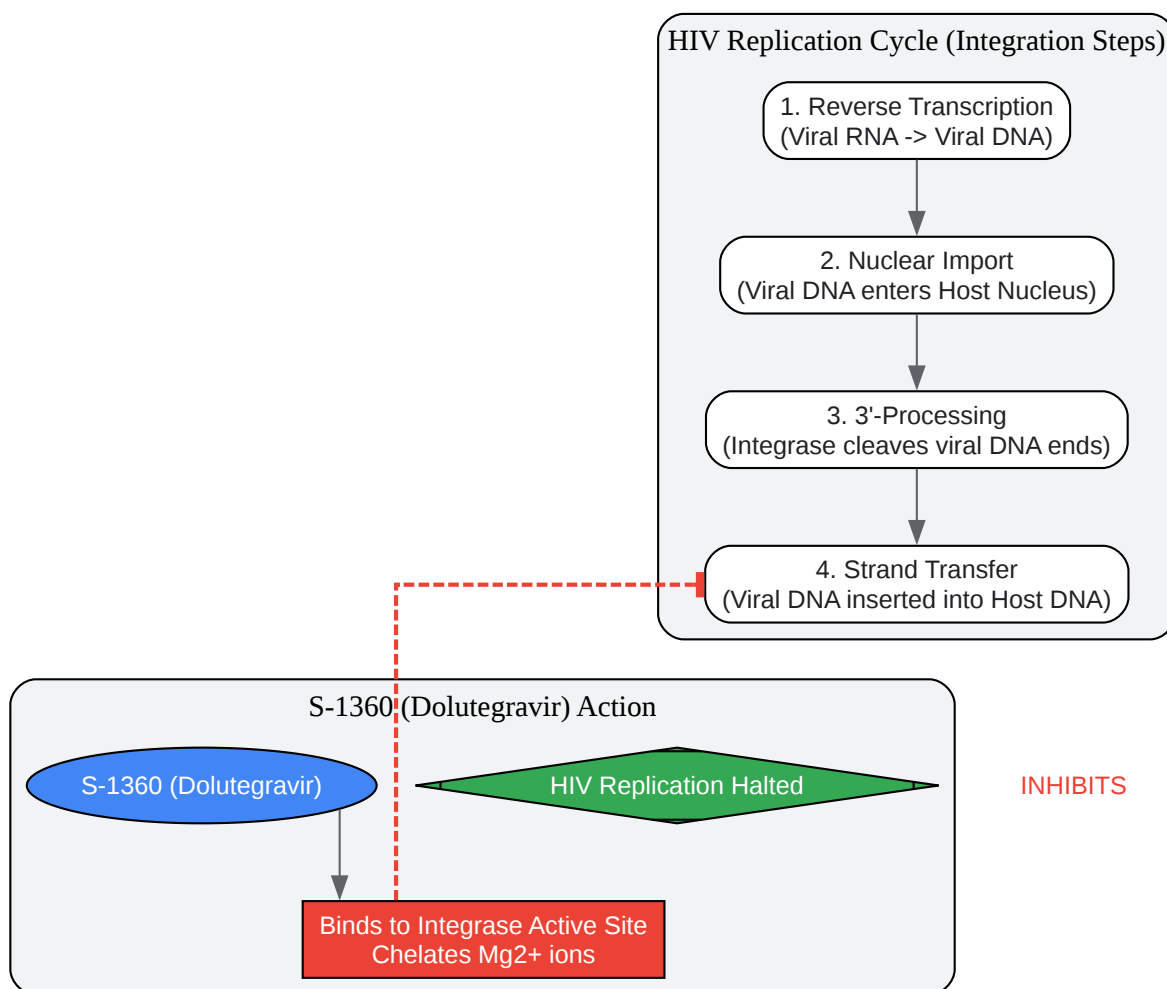 HIV Replication Cycle (Integration Steps)
1. Reverse Transcription
(Viral RNA -> Viral DNA)
2. Nuclear Import
(Viral DNA enters Host Nucleus)
3. 3'-Processing
(Integrase cleaves viral DNA ends)
4. Strand Transfer
(Viral DNA inserted into Host DNA)
S-1360 (Dolutegravir) Action
S-1360 (Dolutegravir)
HIV Replication Halted
INHIBITS
Binds to Integrase Active Site
Chelates Mg2+ ions